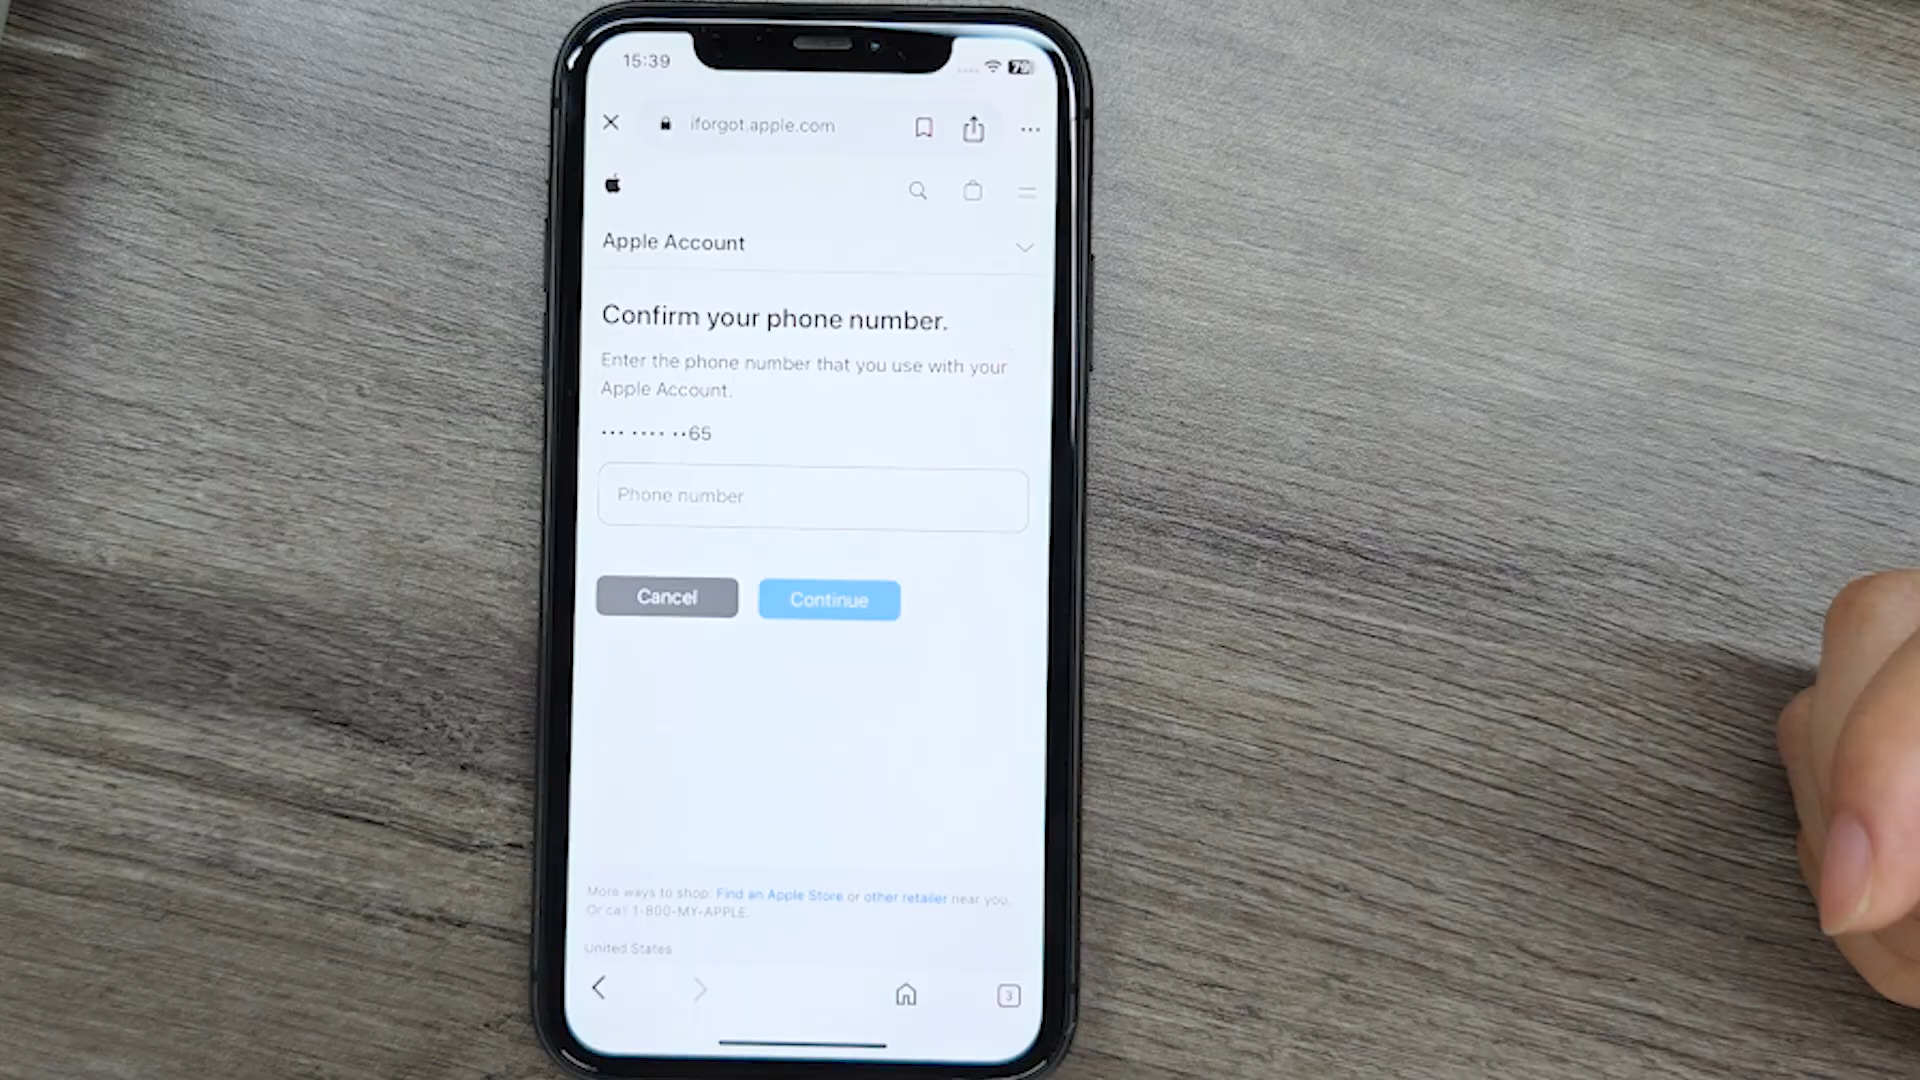 15:39
79
iforgot.apple.com
Apple Account
Confirm your phone number.
Enter the phone number that you use with your
Apple Account.
••• •••• ••65
Phone number
Cancel
Continue
More ways to shop: Find an Apple Store or other retailer near you.
Or call 1-800-MY-APPLE.
United States
3